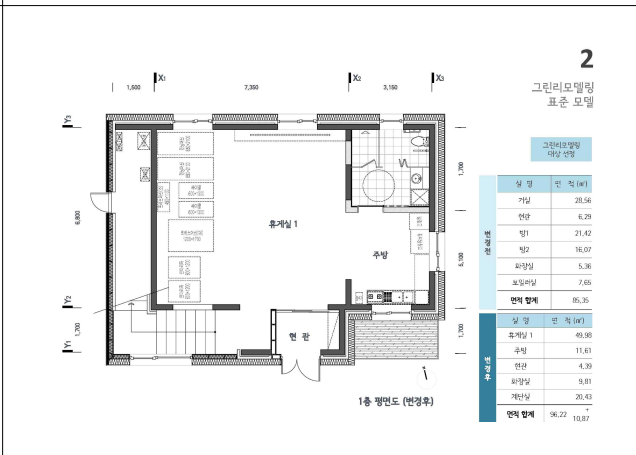 2
그린리모델링
표준 모델
그린리모델링
대상 선정
X1
X2
X3
1,500
7,350
3,150
Y3
Y2
Y1
6,800
1,700
1,700
5,100
1,700
휴게실 1
주방
현 관
1층 평면도 (변경후)
변경전
실 명 면 적 (㎡)
거실 28,56
현관 6,29
방1 21,42
방2 16,07
화장실 5,36
보일러실 7,65
면적 합계 85,35
변경후
실 명 면 적 (㎡)
휴게실 1 49,98
주방 11,61
현관 4,39
화장실 9,81
계단실 20,43
면적 합계 96,22 + 10,87